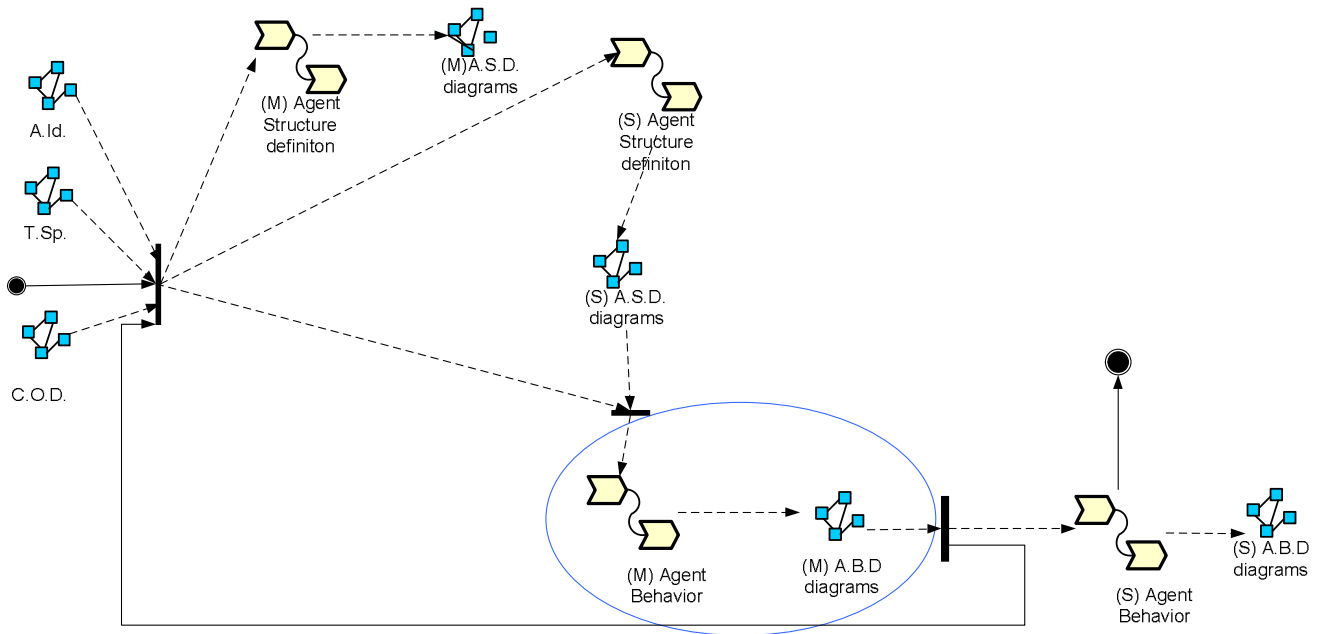 A.Id.
T.Sp.
C.O.D.
(M) Agent
Structure
definiton
(M)A.S.D.
diagrams
(S) Agent
Structure
definiton
(S) A.S.D.
diagrams
(M) Agent
Behavior
(M) A.B.D
diagrams
(S) Agent
Behavior
(S) A.B.D
diagrams